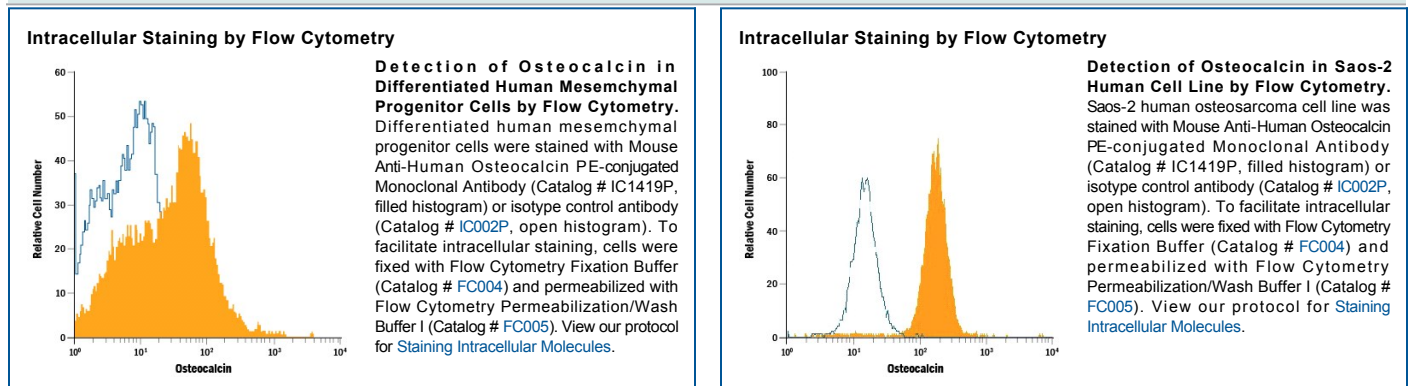 Intracellular Staining by Flow Cytometry
60
50
40
30
20
10
0
Relative Cell Number
10⁰
10¹
10²
10³
10⁴
Osteocalcin
Detection of Osteocalcin in
Differentiated Human Mesemchymal
Progenitor Cells by Flow Cytometry.
Differentiated human mesemchymal
progenitor cells were stained with Mouse
Anti-Human Osteocalcin PE-conjugated
Monoclonal Antibody (Catalog # IC1419P,
filled histogram) or isotype control antibody
(Catalog # IC002P, open histogram). To
facilitate intracellular staining, cells were
fixed with Flow Cytometry Fixation Buffer
(Catalog # FC004) and permeabilized with
Flow Cytometry Permeabilization/Wash
Buffer I (Catalog # FC005). View our protocol
for Staining Intracellular Molecules.
Intracellular Staining by Flow Cytometry
100
80
60
40
20
0
Relative Cell Number
10⁰
10¹
10²
10³
10⁴
Osteocalcin
Detection of Osteocalcin in Saos-2
Human Cell Line by Flow Cytometry.
Saos-2 human osteosarcoma cell line was
stained with Mouse Anti-Human Osteocalcin
PE-conjugated Monoclonal Antibody
(Catalog # IC1419P, filled histogram) or
isotype control antibody (Catalog # IC002P,
open histogram). To facilitate intracellular
staining, cells were fixed with Flow Cytometry
Fixation Buffer (Catalog # FC004) and
permeabilized with Flow Cytometry
Permeabilization/Wash Buffer I (Catalog #
FC005). View our protocol for Staining
Intracellular Molecules.